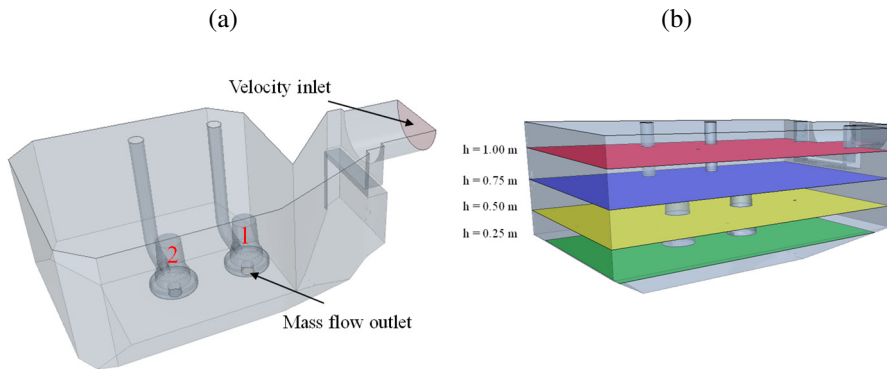 (a)
(b)
Velocity inlet
1
2
Mass flow outlet
h = 1.00 m
h = 0.75 m
h = 0.50 m
h = 0.25 m